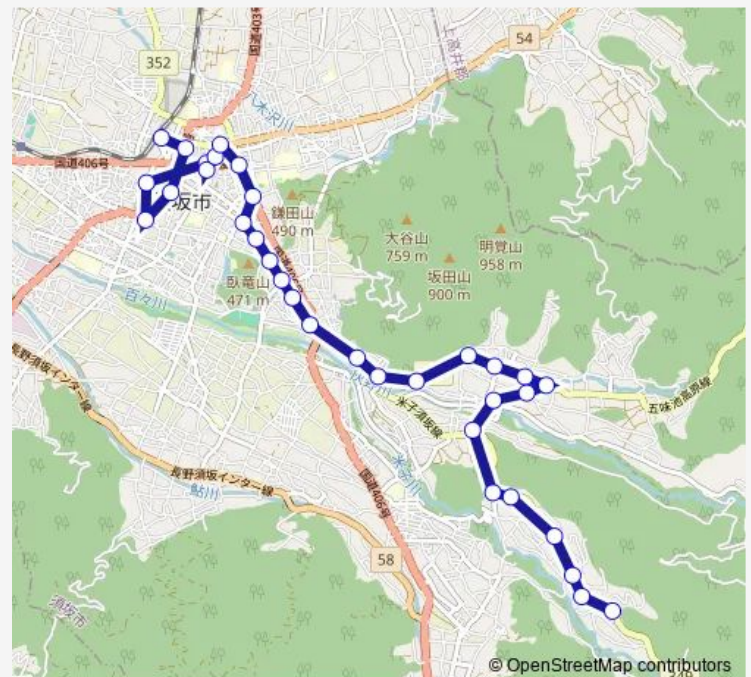 国道403号
上高井郡
54
352
八木沢川
国道406号
坂市
鎌田山
490 m
大谷山
759 m
明覚山
958 m
坂田山
900 m
臥竜山
471 m
百々川
長野須坂インター線
米子須坂線
五味池高原線
長野須坂インター線
鮎川
国道406号
58
須坂市
© OpenStreetMap contributors